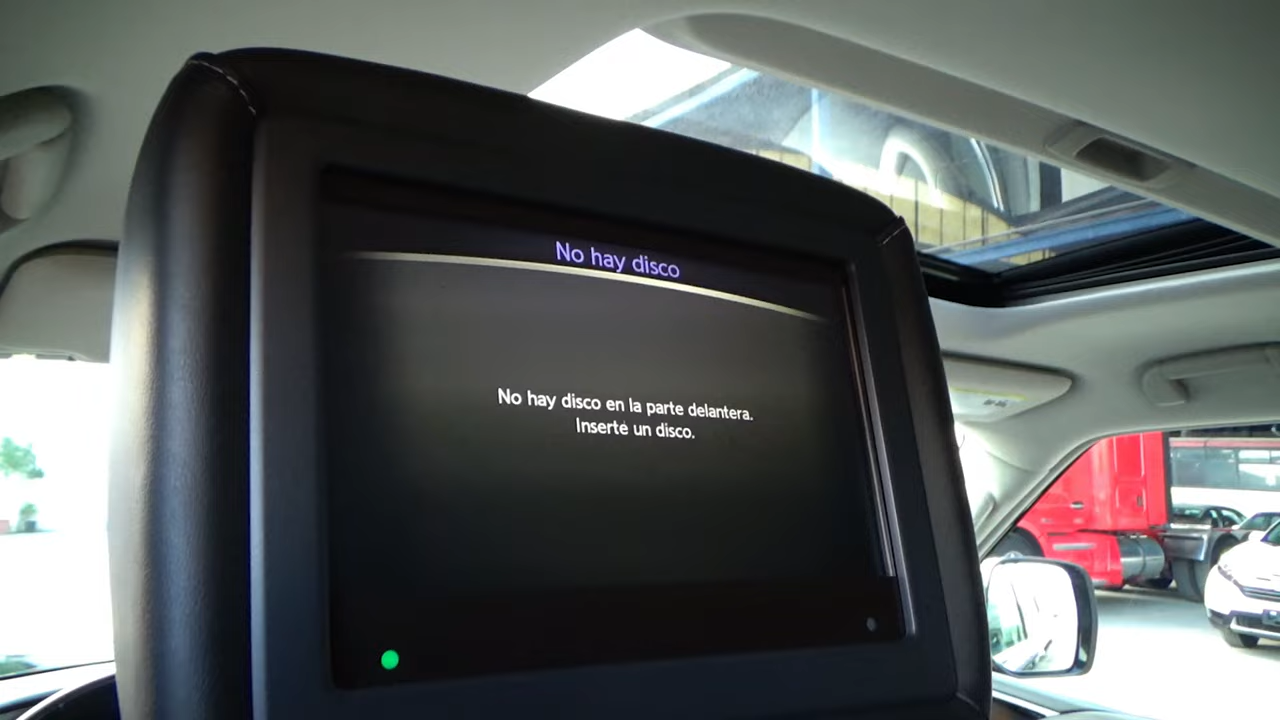 No hay disco
No hay disco en la parte delantera.
Inserte un disco.